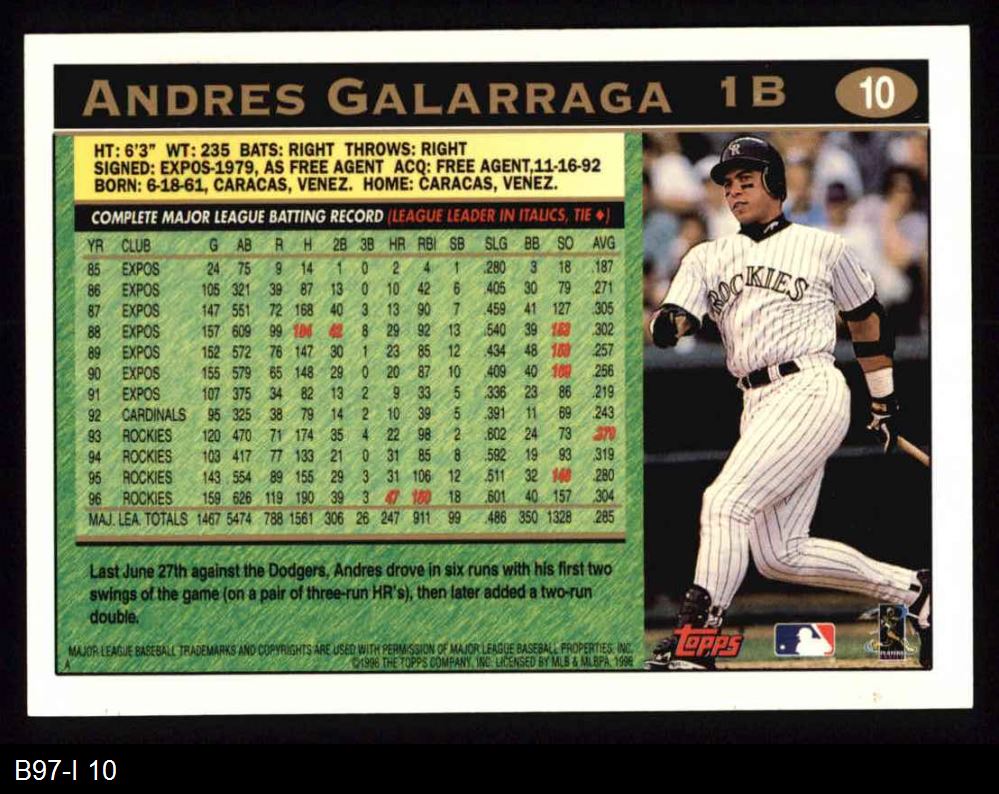 ANDRES GALARRAGA 1B 10
HT: 6'3" WT: 235 BATS: RIGHT THROWS: RIGHT
SIGNED: EXPOS-1979, AS FREE AGENT ACQ: FREE AGENT,11-16-92
BORN: 6-18-61, CARACAS, VENEZ. HOME: CARACAS, VENEZ.
COMPLETE MAJOR LEAGUE BATTING RECORD (LEAGUE LEADER IN ITALICS, TIE ♦)
YR CLUB G AB R H 2B 3B HR RBI SB SLG BB SO AVG
85 EXPOS 24 75 9 14 1 0 2 4 1 .280 3 18 .187
86 EXPOS 105 321 39 87 13 0 10 42 6 .405 30 79 .271
87 EXPOS 147 551 72 168 40 3 13 90 7 .459 41 127 .305
88 EXPOS 157 609 99 184 42 8 29 92 13 .540 39 153 .302
89 EXPOS 152 572 76 147 30 1 23 85 12 .434 48 158 .257
90 EXPOS 155 579 65 148 29 0 20 87 10 .409 40 169 .256
91 EXPOS 107 375 34 82 13 2 9 33 5 .336 23 86 .219
92 CARDINALS 95 325 38 79 14 2 10 39 5 .391 11 69 .243
93 ROCKIES 120 470 71 174 35 4 22 98 2 .602 24 73 .370
94 ROCKIES 103 417 77 133 21 0 31 85 8 .592 19 93 .319
95 ROCKIES 143 554 89 155 29 3 31 106 12 .511 32 146 .280
96 ROCKIES 159 626 119 190 39 3 47 150 18 .601 40 157 .304
MAJ. LEA. TOTALS 1467 5474 788 1561 306 26 247 911 99 .486 350 1328 .285
Last June 27th against the Dodgers, Andres drove in six runs with his first two
swings of the game (on a pair of three-run HR's), then later added a two-run
double.
MAJOR LEAGUE BASEBALL TRADEMARKS AND COPYRIGHTS ARE USED WITH PERMISSION OF MAJOR LEAGUE BASEBALL PROPERTIES, INC.
A ©1996 THE TOPPS COMPANY, INC. LICENSED BY MLB & MLBPA, 1996
R
ROCKIES
TOPPS
B97-I 10